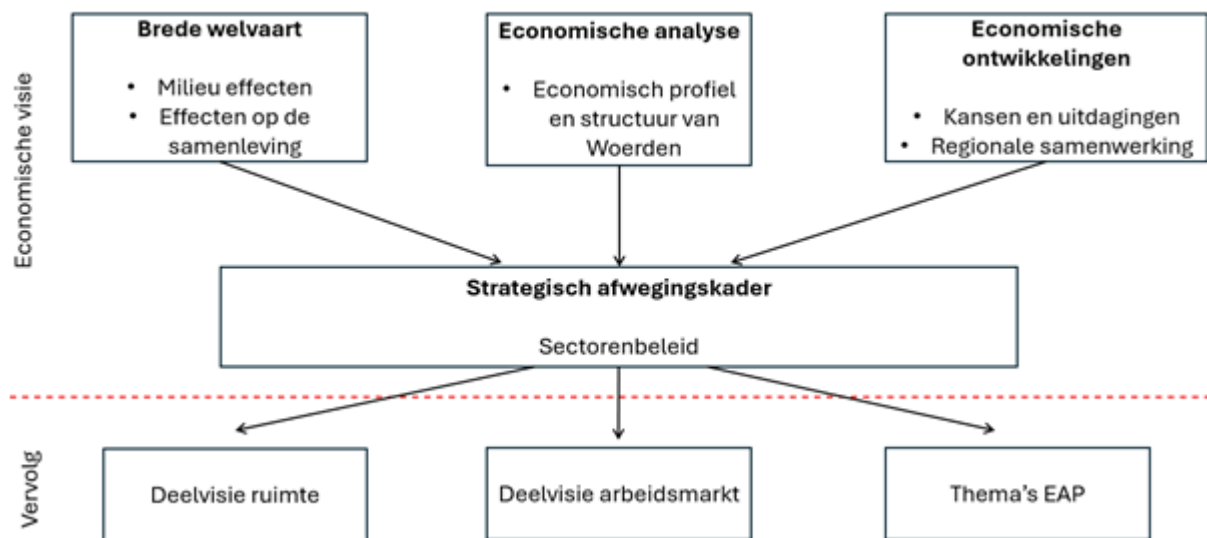 Economische visie
Brede welvaart
• Milieu effecten
• Effecten op de
samenleving
Economische analyse
• Economisch profiel
en structuur van
Woerden
Economische
ontwikkelingen
• Kansen en uitdagingen
• Regionale samenwerking
Strategisch afwegingskader
Sectorenbeleid
Vervolg
Deelvisie ruimte
Deelvisie arbeidsmarkt
Thema's EAP